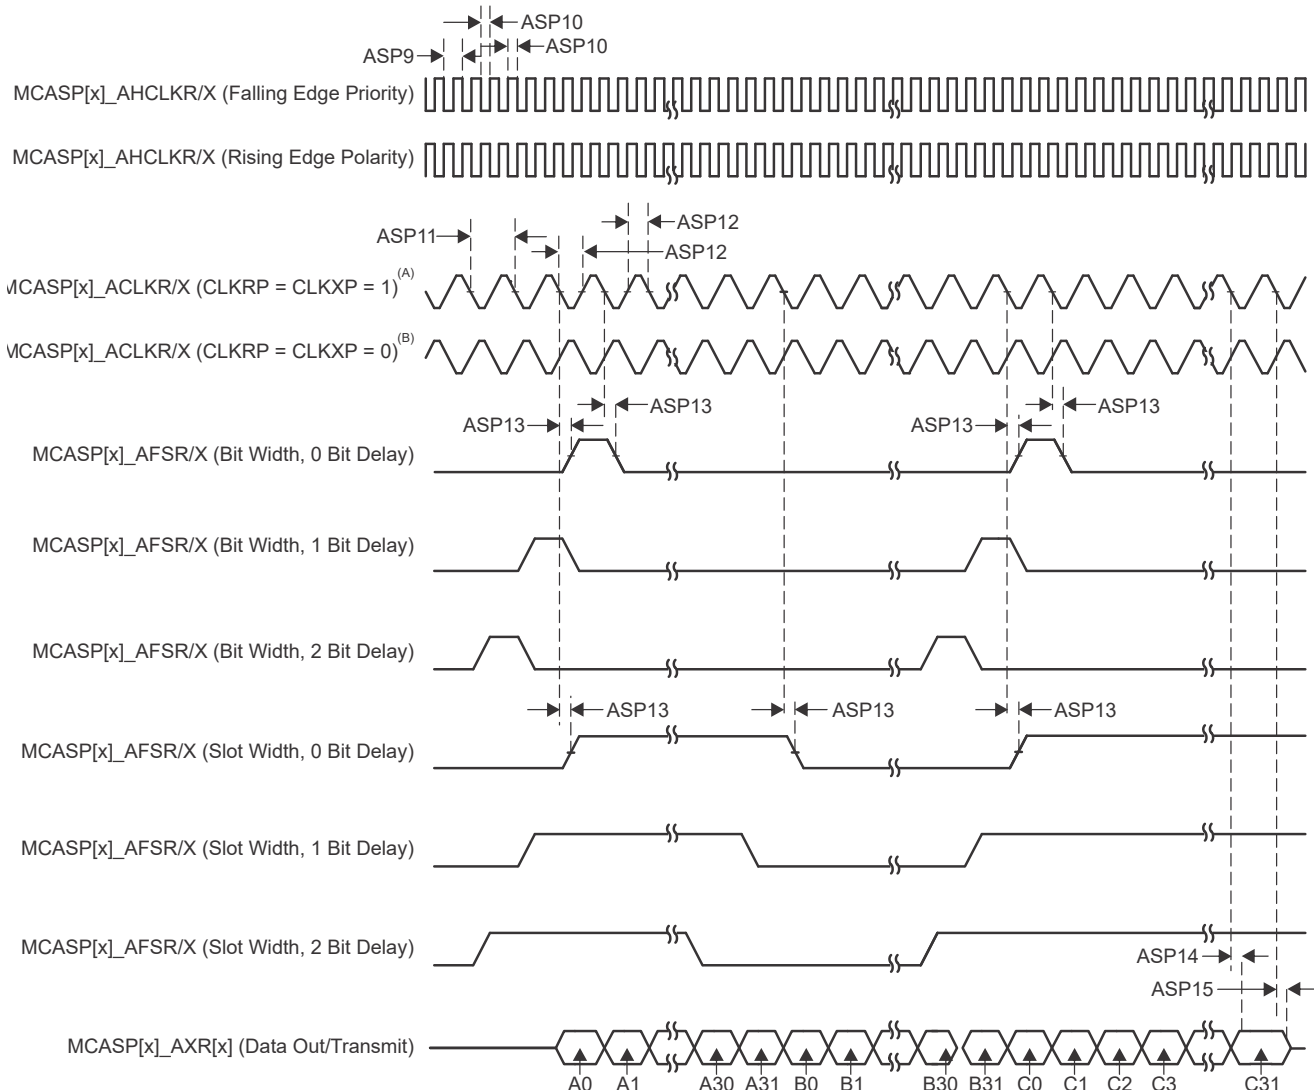 ASP10
ASP10
ASP9
MCASP[x]_AHCLKR/X (Falling Edge Priority)
MCASP[x]_AHCLKR/X (Rising Edge Polarity)
ASP12
ASP11
ASP12
MCASP[x]_ACLKR/X (CLKRP = CLKXP = 1)(A)
MCASP[x]_ACLKR/X (CLKRP = CLKXP = 0)(B)
ASP13 ASP13
ASP13 ASP13
MCASP[x]_AFSR/X (Bit Width, 0 Bit Delay)
MCASP[x]_AFSR/X (Bit Width, 1 Bit Delay)
MCASP[x]_AFSR/X (Bit Width, 2 Bit Delay)
ASP13 ASP13 ASP13
MCASP[x]_AFSR/X (Slot Width, 0 Bit Delay)
MCASP[x]_AFSR/X (Slot Width, 1 Bit Delay)
MCASP[x]_AFSR/X (Slot Width, 2 Bit Delay)
ASP14
ASP15
MCASP[x]_AXR[x] (Data Out/Transmit)
A0 A1 A30 A31 B0 B1 B30 B31 C0 C1 C2 C3 C31